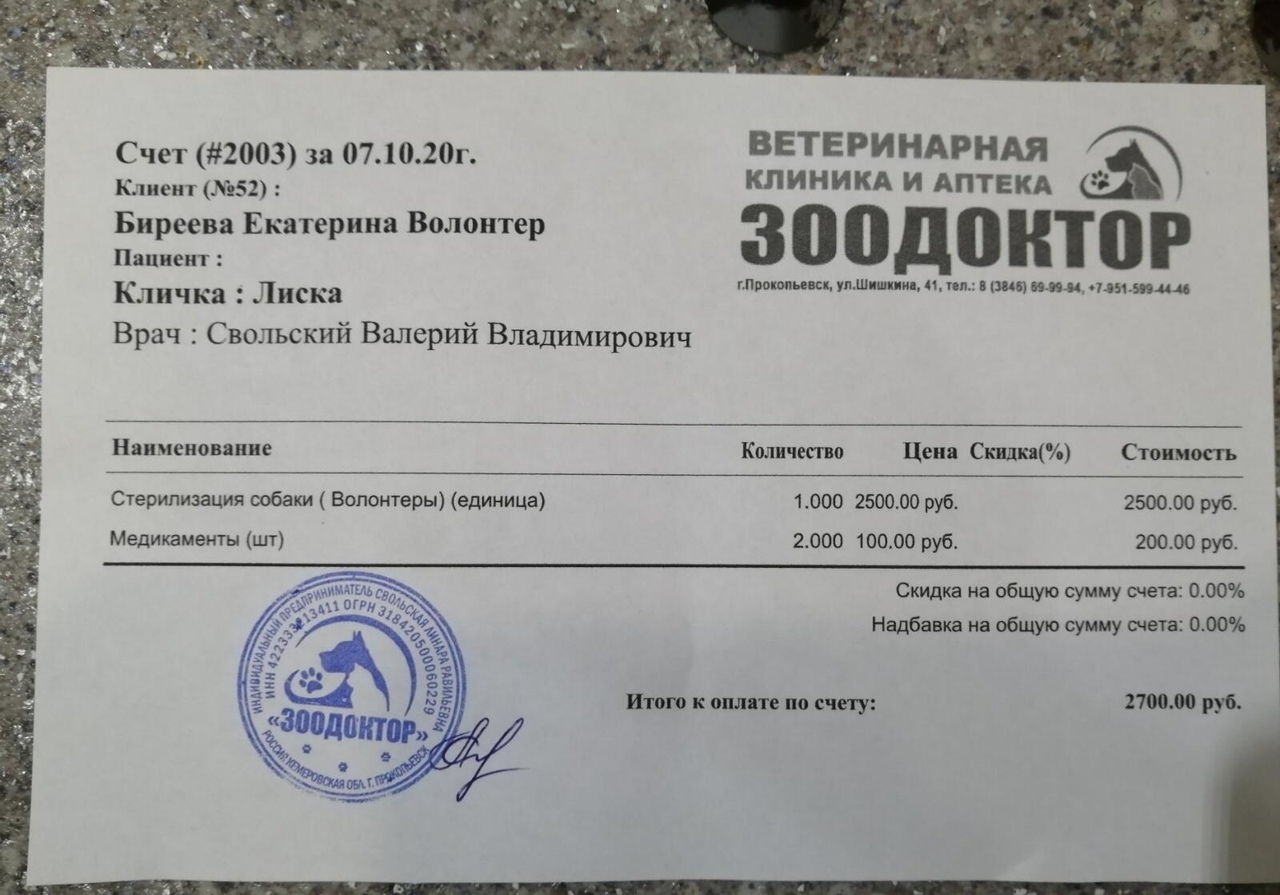 Счет (#2003) за 07.10.20г.
Клиент (№52) :
Биреева Екатерина Волонтер
Пациент :
Кличка : Лиска
Врач : Свольский Валерий Владимирович
ВЕТЕРИНАРНАЯ
КЛИНИКА И АПТЕКА
ЗООДОКТОР
г.Прокопьевск, ул.Шишкина, 41, тел.: 8 (3846) 69-99-94, +7-951-599-44-46
Наименование Количество Цена Скидка(%) Стоимость
Стерилизация собаки ( Волонтеры) (единица) 1.000 2500.00 руб. 2500.00 руб.
Медикаменты (шт) 2.000 100.00 руб. 200.00 руб.
Скидка на общую сумму счета: 0.00%
Надбавка на общую сумму счета: 0.00%
Итого к оплате по счету: 2700.00 руб.
ИНДИВИДУАЛЬНЫЙ ПРЕДПРИНИМАТЕЛЬ СВОЛЬСКАЯ ЛИНАРА РАВИЛЬЕВНА
ИНН ОГРН 318420500060229
«ЗООДОКТОР»
РОССИЯ КЕМЕРОВСКАЯ ОБЛ. Г. ПРОКОПЬЕВСК